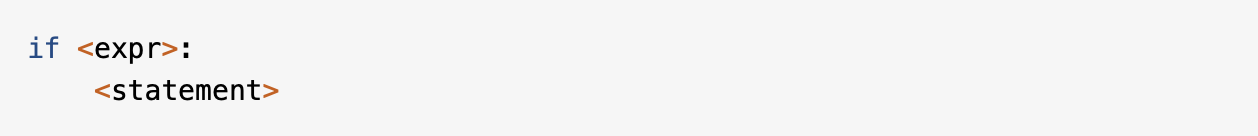 if <expr>:
    <statement>